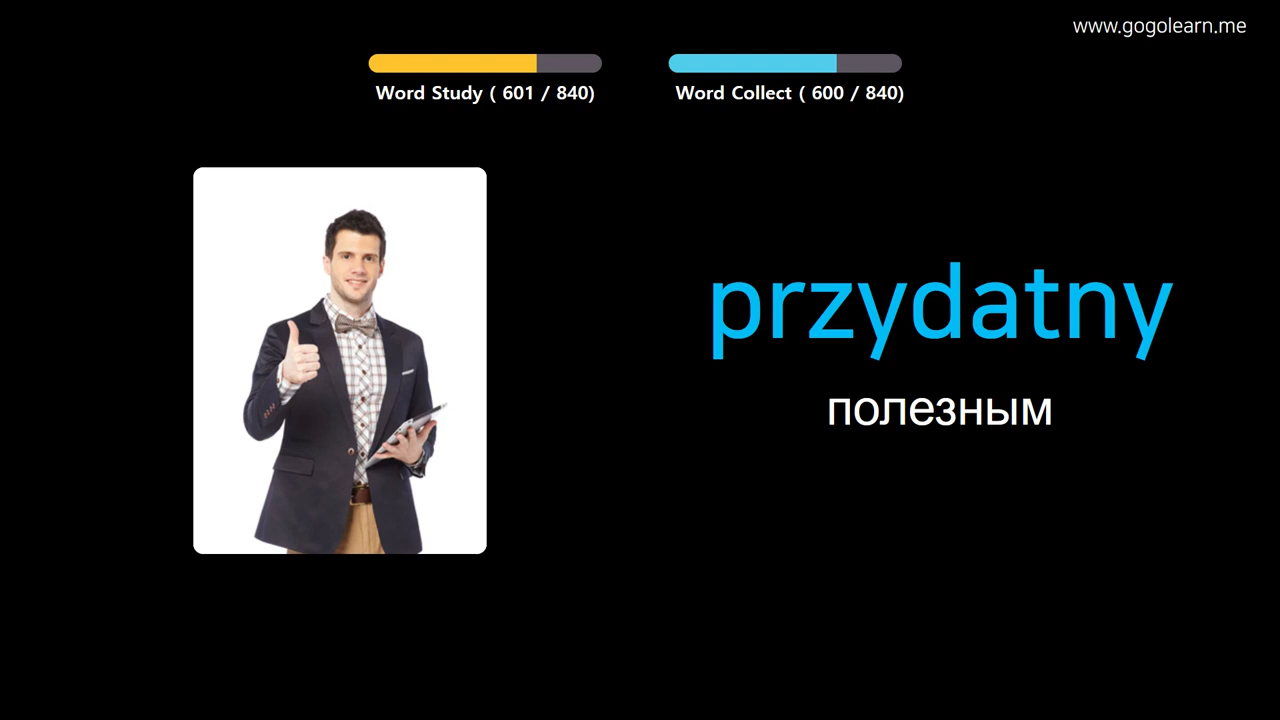 www.gogolearn.me
Word Study ( 601 / 840)
Word Collect ( 600 / 840)
przydatny
полезным